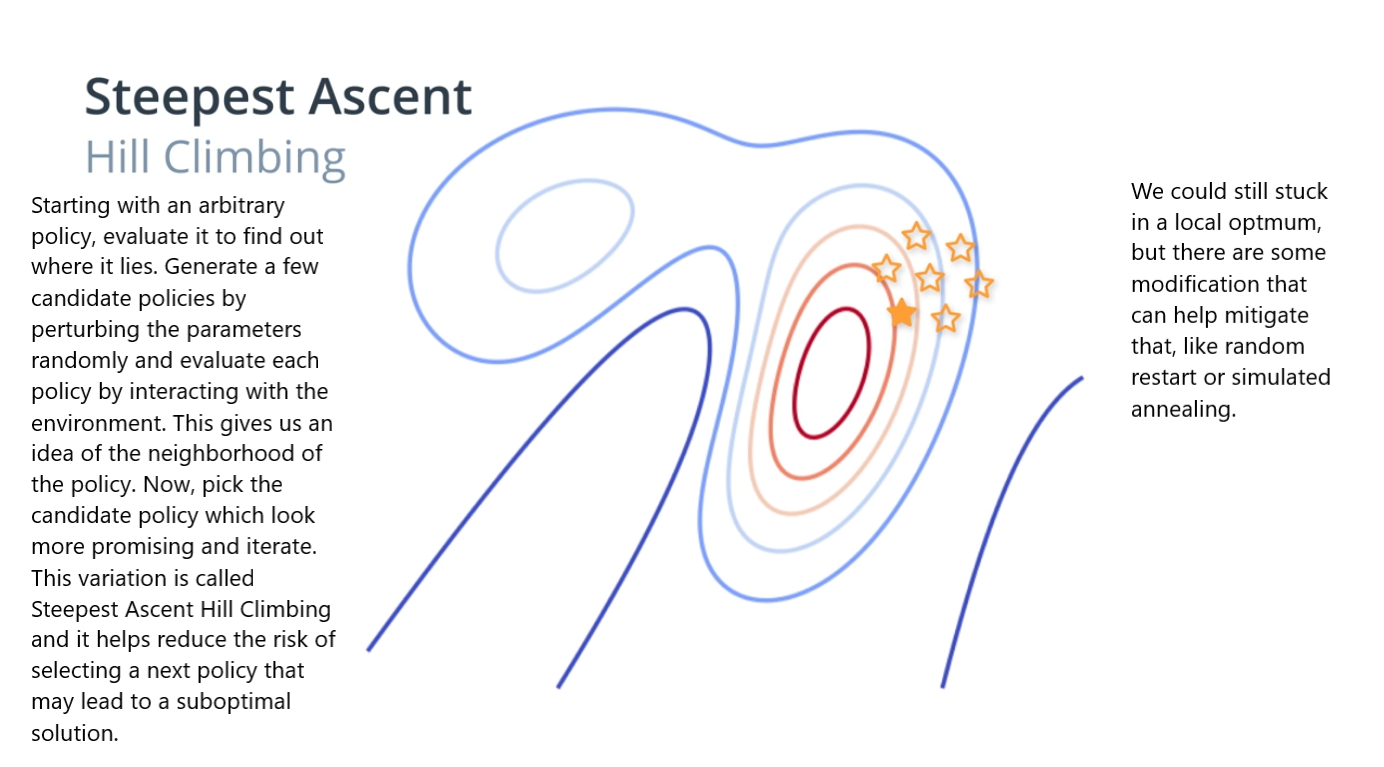 Steepest Ascent
Hill Climbing
Starting with an arbitrary
policy, evaluate it to find out
where it lies. Generate a few
candidate policies by
perturbing the parameters
randomly and evaluate each
policy by interacting with the
environment. This gives us an
idea of the neighborhood of
the policy. Now, pick the
candidate policy which look
more promising and iterate.
This variation is called
Steepest Ascent Hill Climbing
and it helps reduce the risk of
selecting a next policy that
may lead to a suboptimal
solution.
We could still stuck
in a local optmum,
but there are some
modification that
can help mitigate
that, like random
restart or simulated
annealing.